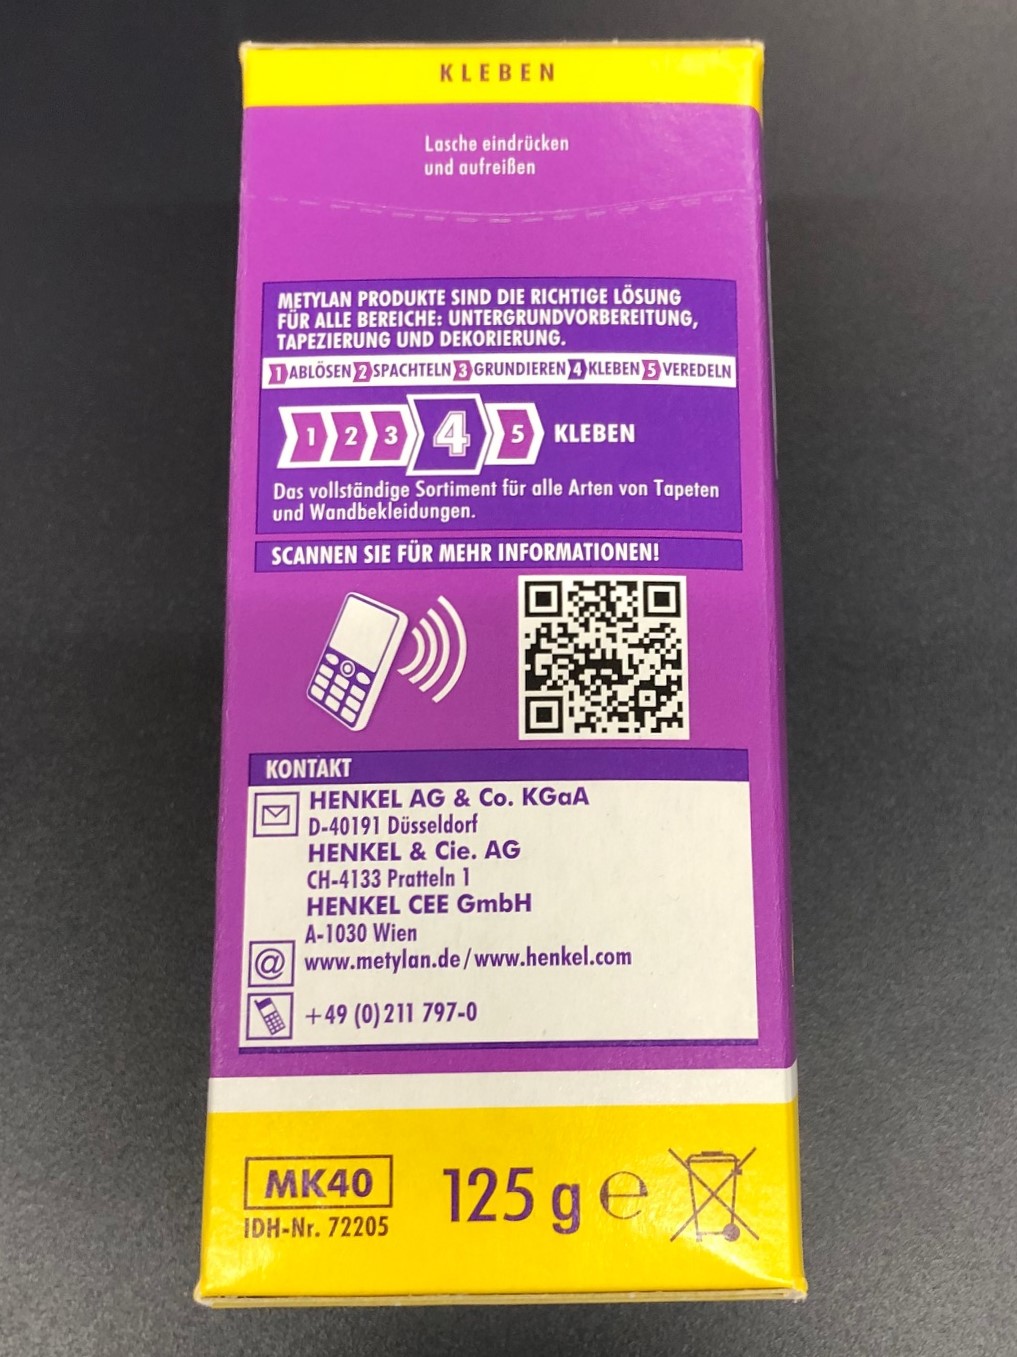 KLEBEN
Lasche eindrücken
und aufreißen
METYLAN PRODUKTE SIND DIE RICHTIGE LÖSUNG
FÜR ALLE BEREICHE: UNTERGRUNDVORBEREITUNG,
TAPEZIERUNG UND DEKORIERUNG.
1 ABLÖSEN 2 SPACHTELN 3 GRUNDIEREN 4 KLEBEN 5 VEREDELN
1 2 3 4 5 KLEBEN
Das vollständige Sortiment für alle Arten von Tapeten
und Wandbekleidungen.
SCANNEN SIE FÜR MEHR INFORMATIONEN!
KONTAKT
HENKEL AG & Co. KGaA
D-40191 Düsseldorf
HENKEL & Cie. AG
CH-4133 Pratteln 1
HENKEL CEE GmbH
A-1030 Wien
@ www.metylan.de/www.henkel.com
+49 (0)211 797-0
MK40
IDH-Nr. 72205
125 g ℮